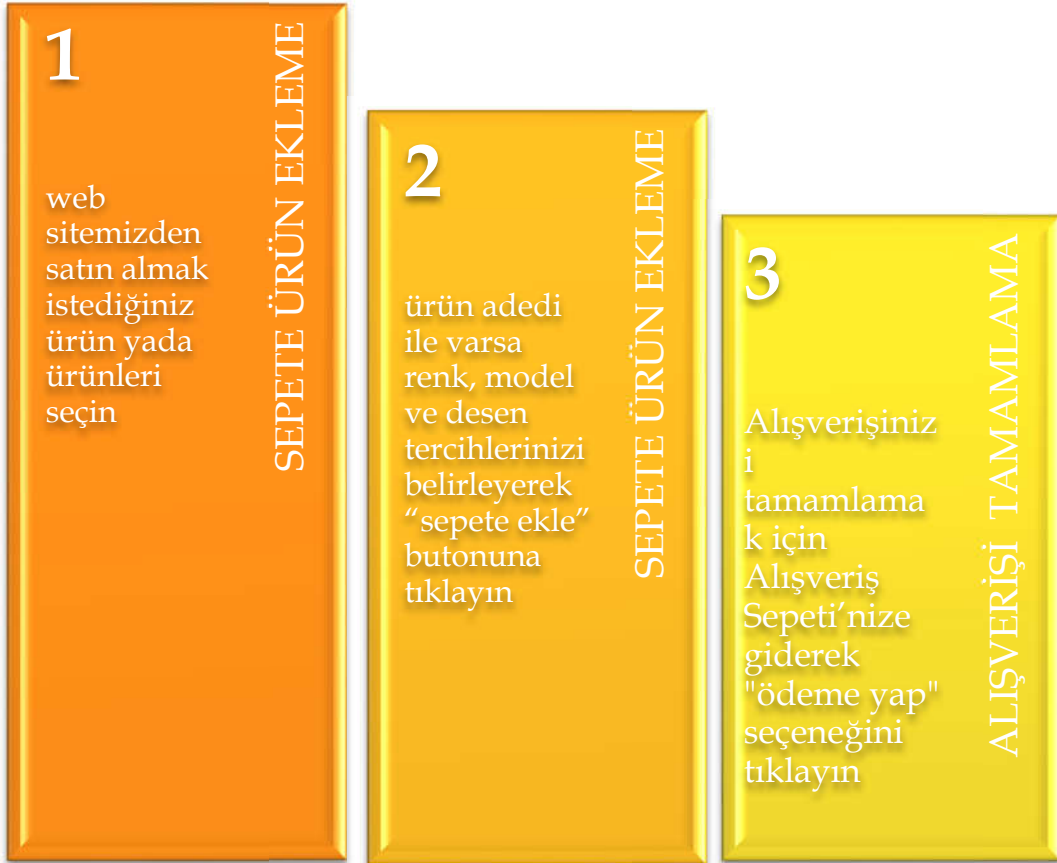 1
SEPETE ÜRÜN EKLEME
web
sitemizden
satın almak
istediğiniz
ürün yada
ürünleri
seçin
2
SEPETE ÜRÜN EKLEME
ürün adedi
ile varsa
renk, model
ve desen
tercihlerinizi
belirleyerek
“sepete ekle”
butonuna
tıklayın
3
ALIŞVERİŞİ TAMAMLAMA
Alışverişiniz
i
tamamlama
k için
Alışveriş
Sepeti’nize
giderek
"ödeme yap"
seçeneğini
tıklayın